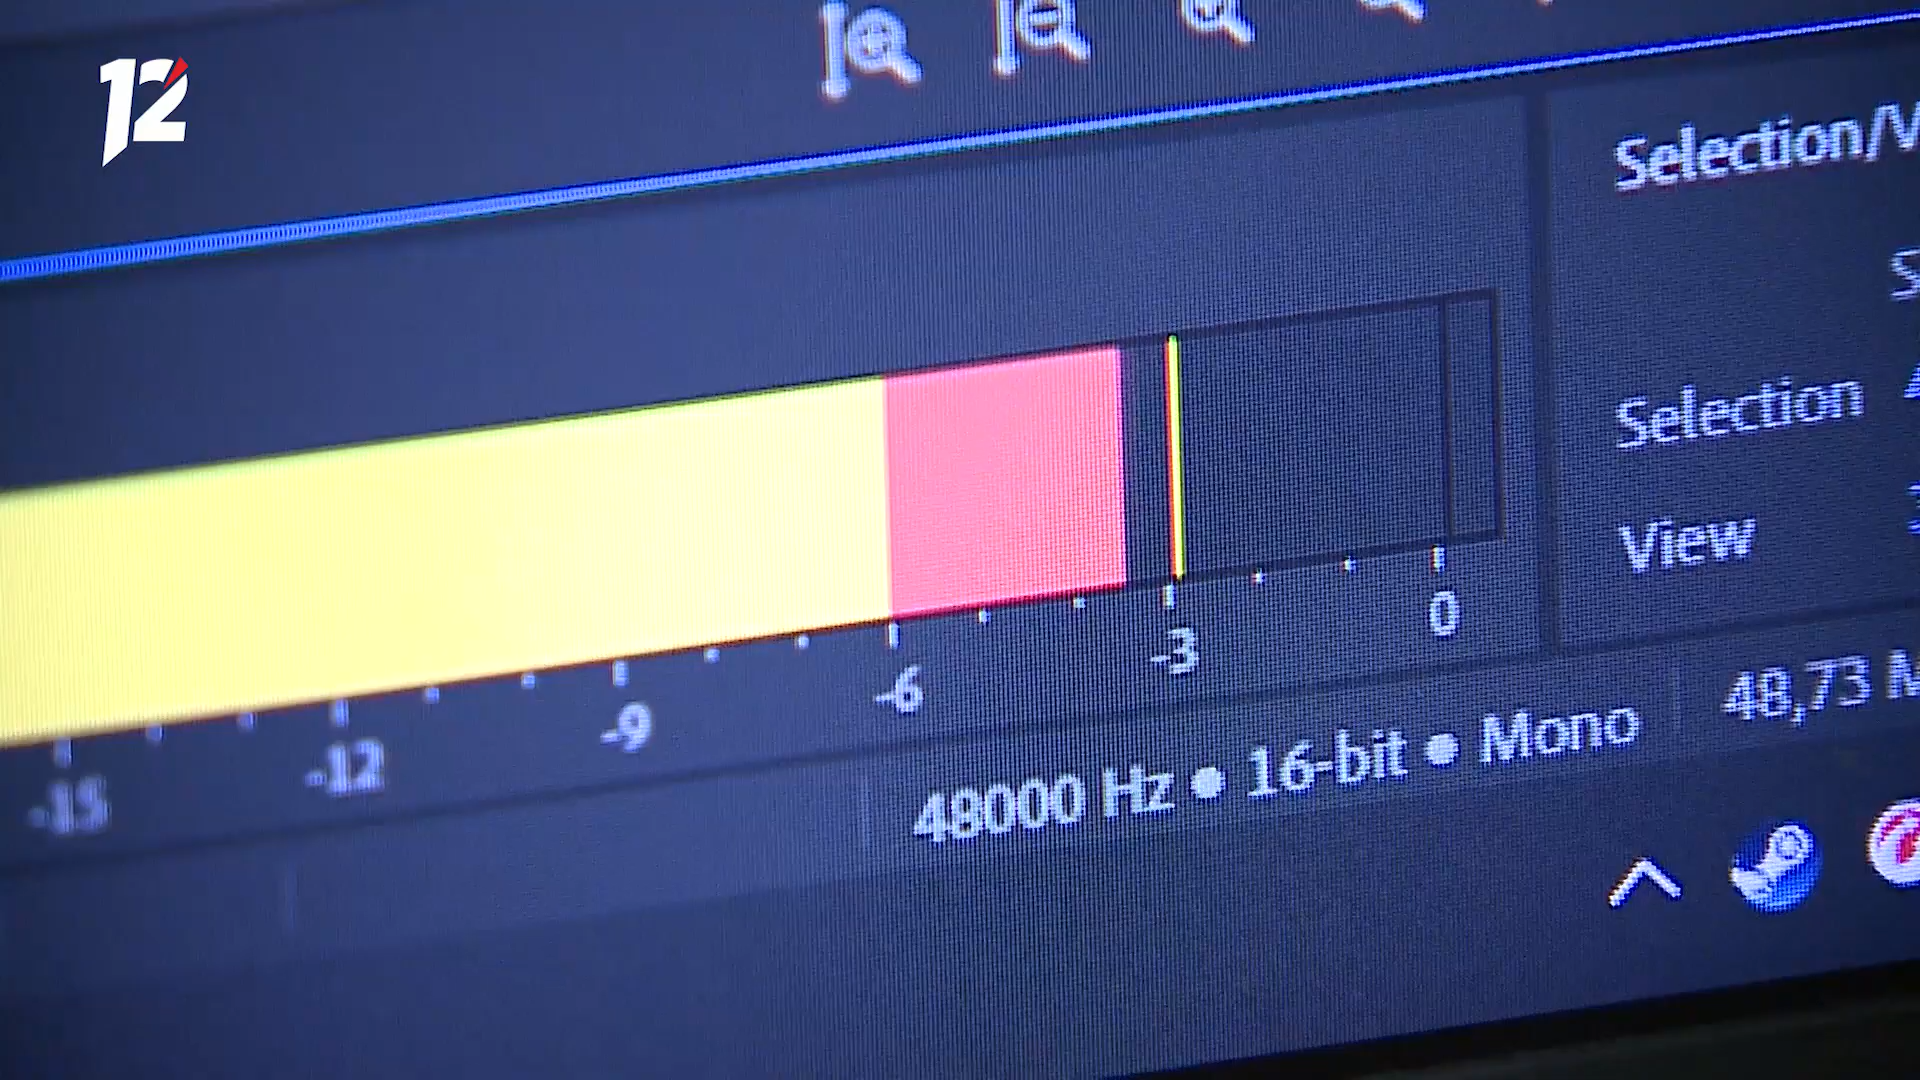 12
Selection/
Selection
View
-15 -12 -9 -6 -3 0
48000 Hz • 16-bit • Mono
48,73 M